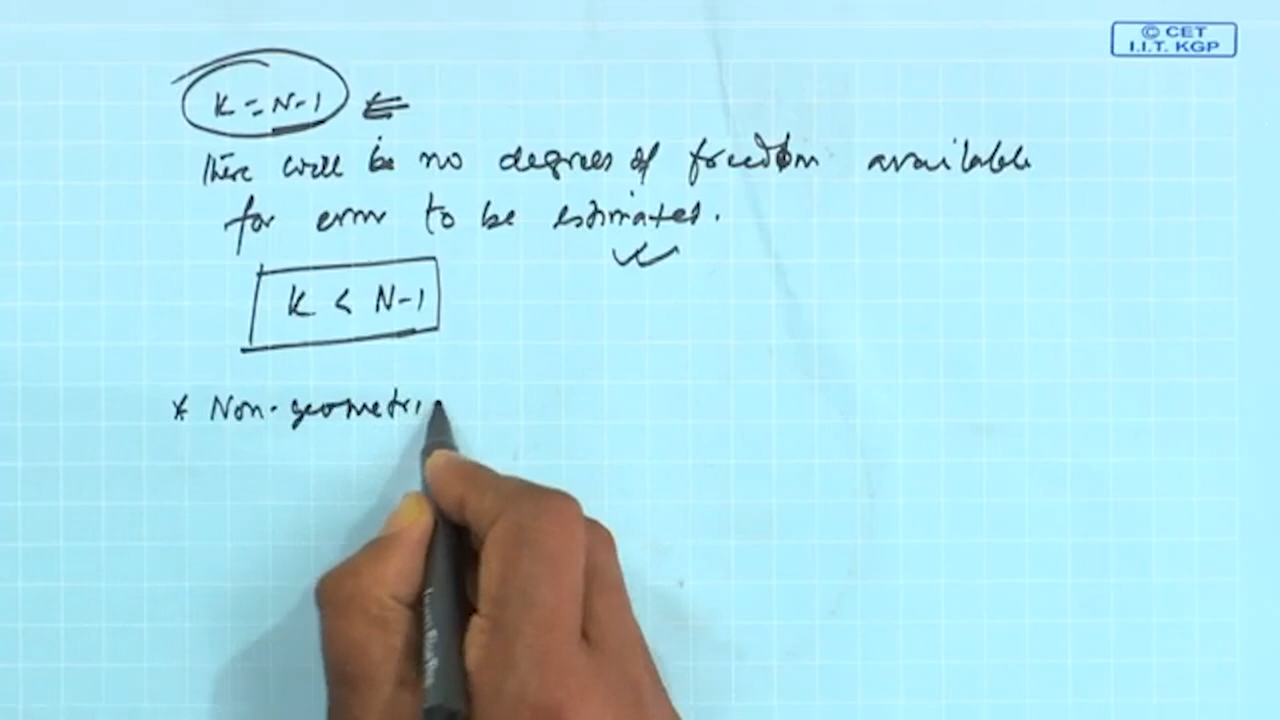 © CET
I.I.T. KGP
K = N-1
There will be no degrees of freedom available
for error to be estimated.
K < N-1
* Non-geometri